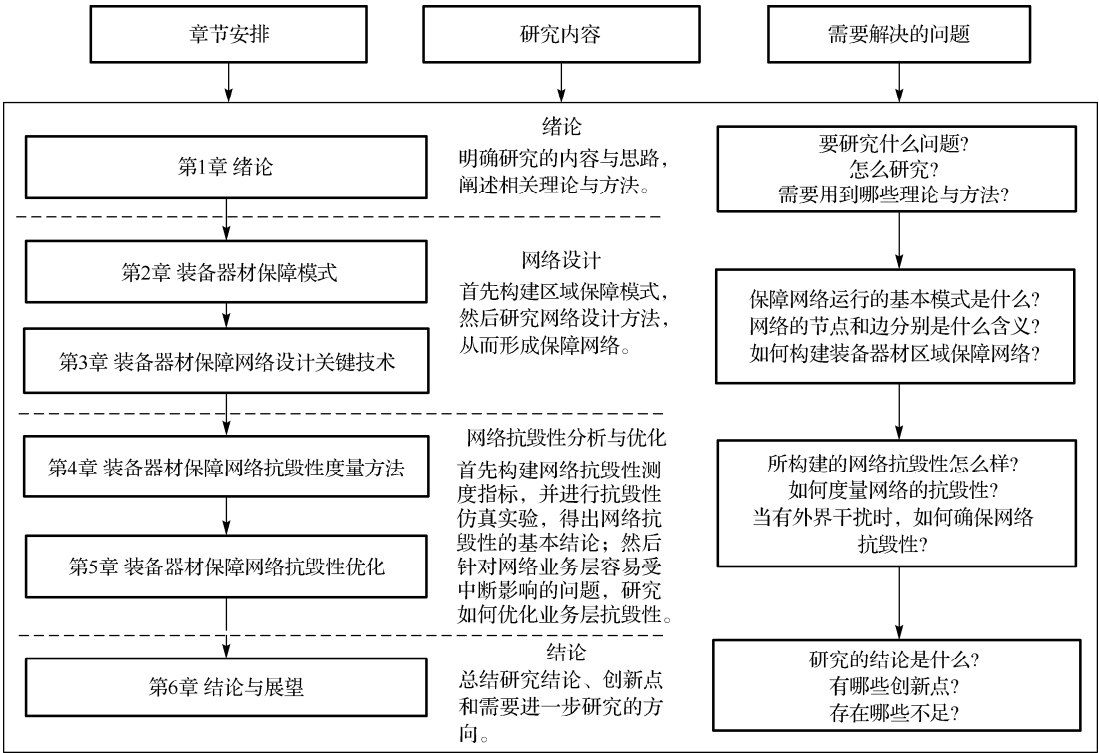 章节安排
研究内容
需要解决的问题
第1章 绪论
绪论
明确研究的内容与思路，
阐述相关理论与方法。
要研究什么问题?
怎么研究?
需要用到哪些理论与方法?
第2章 装备器材保障模式
第3章 装备器材保障网络设计关键技术
网络设计
首先构建区域保障模式，
然后研究网络设计方法，
从而形成保障网络。
保障网络运行的基本模式是什么?
网络的节点和边分别是什么含义?
如何构建装备器材区域保障网络?
第4章 装备器材保障网络抗毁性度量方法
第5章 装备器材保障网络抗毁性优化
网络抗毁性分析与优化
首先构建网络抗毁性测
度指标，并进行抗毁性
仿真实验，得出网络抗
毁性的基本结论；然后
针对网络业务层容易受
中断影响的问题，研究
如何优化业务层抗毁性。
所构建的网络抗毁性怎么样?
如何度量网络的抗毁性?
当有外界干扰时，如何确保网络
抗毁性?
第6章 结论与展望
结论
总结研究结论、创新点
和需要进一步研究的方
向。
研究的结论是什么?
有哪些创新点?
存在哪些不足?